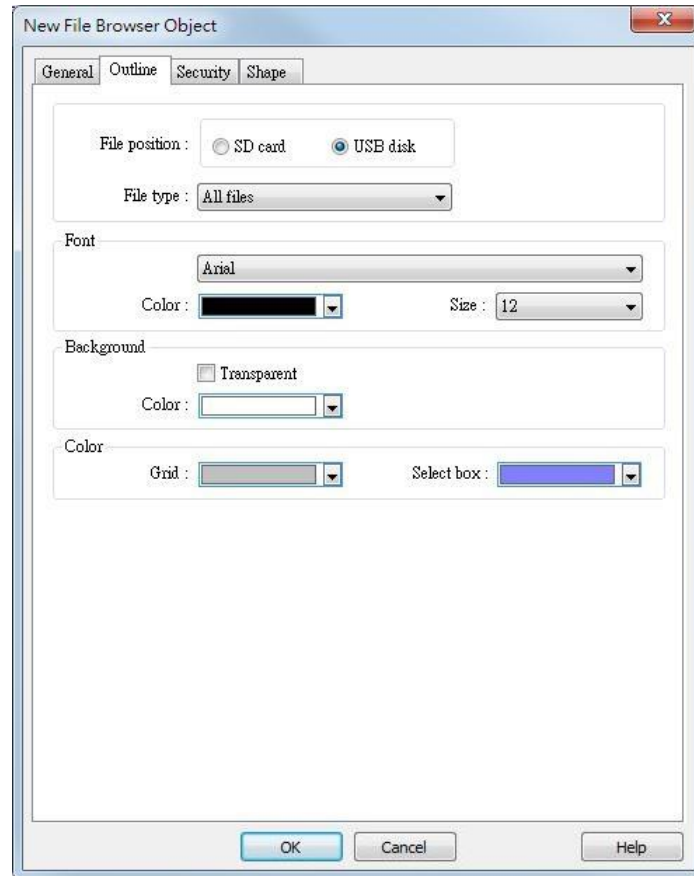 New File Browser Object
General Outline Security Shape
File position : SD card USB disk
File type : All files
Font
Arial
Color : Size : 12
Background
Transparent
Color :
Color
Grid : Select box :
OK Cancel Help